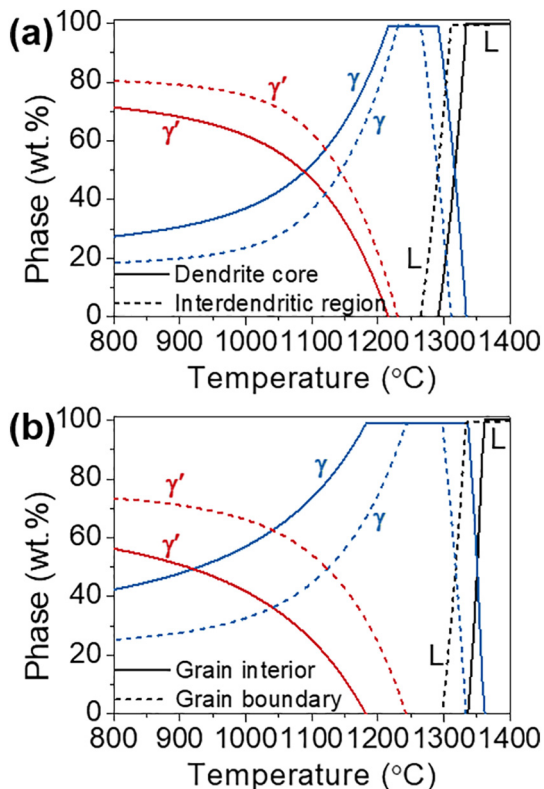 (a)
100
80
60
40
20
0
Phase (wt.%)
γ′
γ′
γ
γ
L
L
Dendrite core
Interdendritic region
800 900 1000 1100 1200 1300 1400
Temperature (°C)
(b)
100
80
60
40
20
0
Phase (wt.%)
γ′
γ′
γ
γ
L
L
Grain interior
Grain boundary
800 900 1000 1100 1200 1300 1400
Temperature (°C)